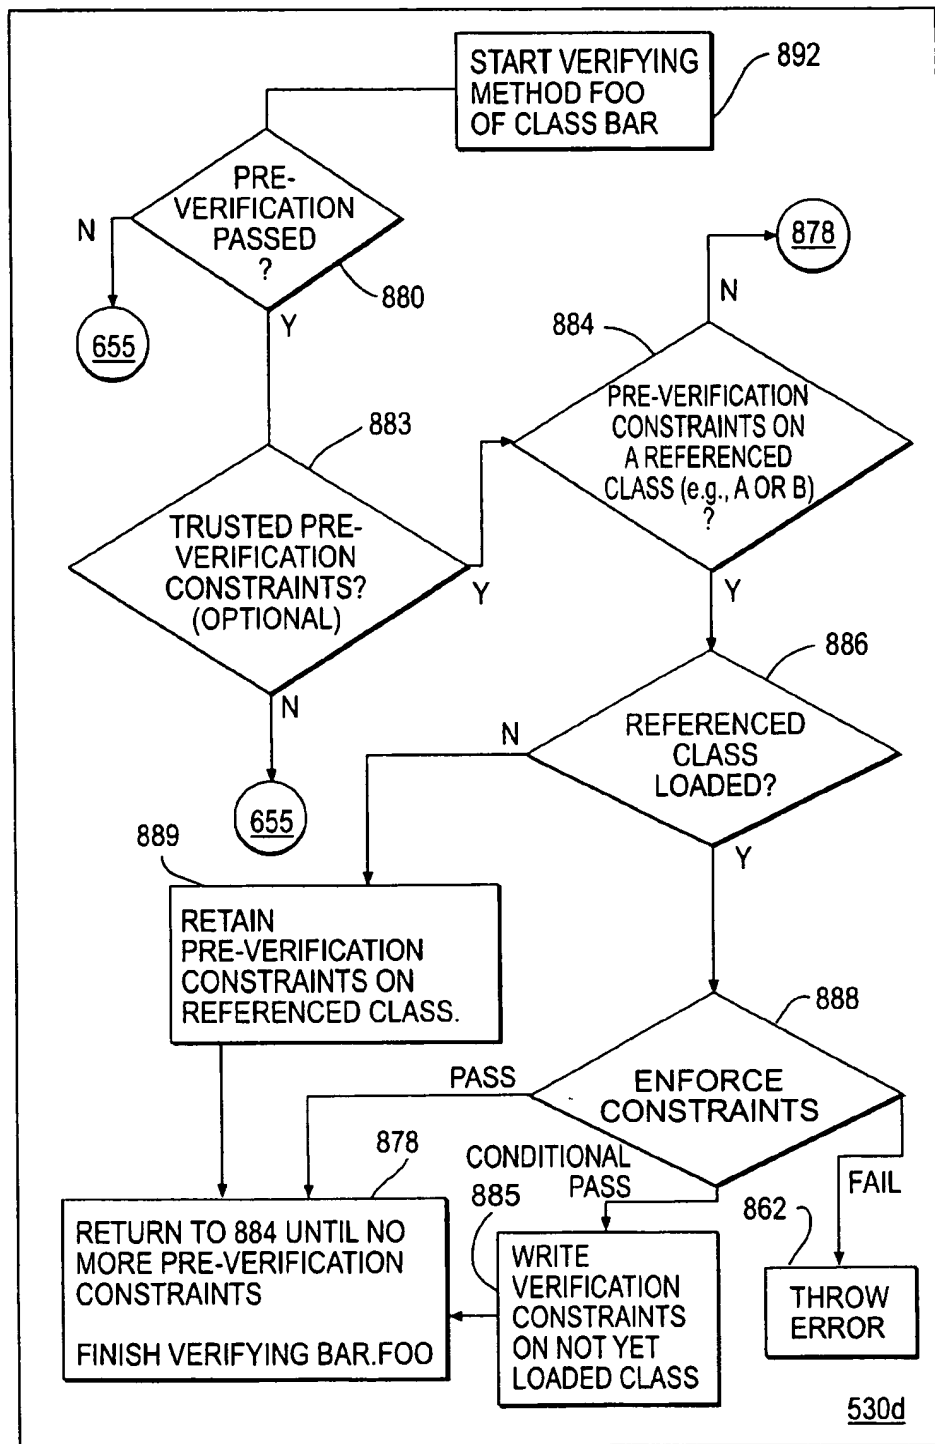 START VERIFYING
METHOD FOO
OF CLASS BAR
892
PRE-
VERIFICATION
PASSED
?
N
880
Y
655
878
N
884
PRE-VERIFICATION
CONSTRAINTS ON
A REFERENCED
CLASS (e.g., A OR B)
?
Y
883
TRUSTED PRE-
VERIFICATION
CONSTRAINTS?
(OPTIONAL)
Y
N
655
886
REFERENCED
CLASS
LOADED?
N
Y
889
RETAIN
PRE-VERIFICATION
CONSTRAINTS ON
REFERENCED CLASS.
888
ENFORCE
CONSTRAINTS
PASS
CONDITIONAL
PASS
FAIL
878
RETURN TO 884 UNTIL NO
MORE PRE-VERIFICATION
CONSTRAINTS
FINISH VERIFYING BAR.FOO
885
WRITE
VERIFICATION
CONSTRAINTS
ON NOT YET
LOADED CLASS
862
THROW
ERROR
530d